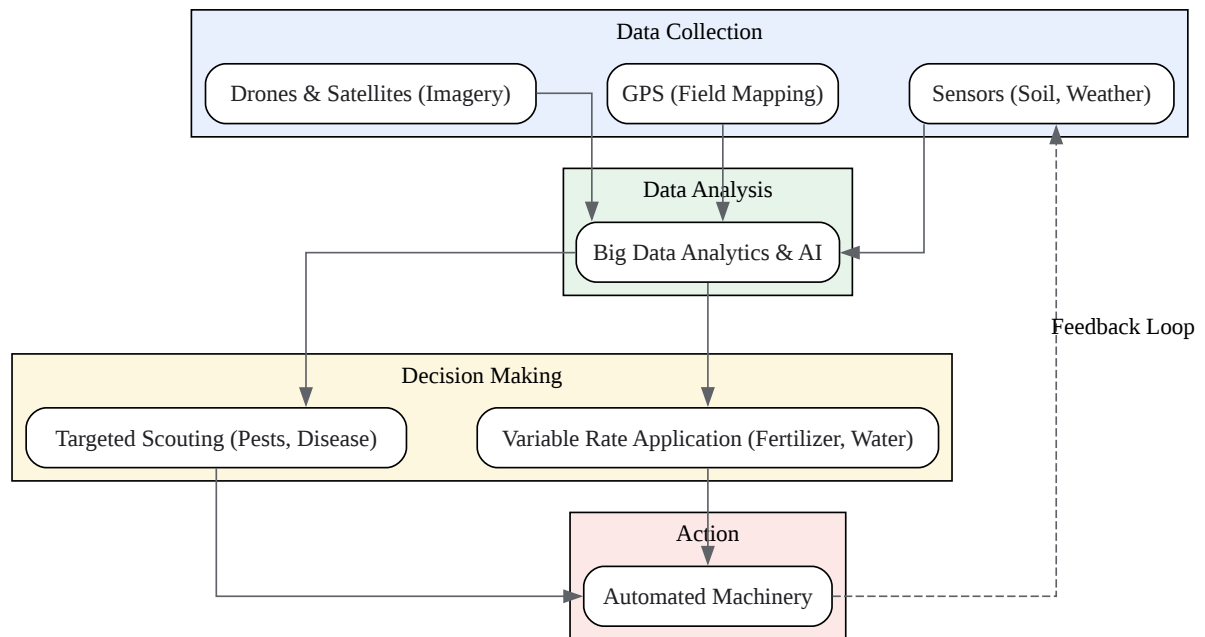 Data Collection
Drones & Satellites (Imagery)
GPS (Field Mapping)
Sensors (Soil, Weather)
Data Analysis
Big Data Analytics & AI
Feedback Loop
Decision Making
Targeted Scouting (Pests, Disease)
Variable Rate Application (Fertilizer, Water)
Action
Automated Machinery